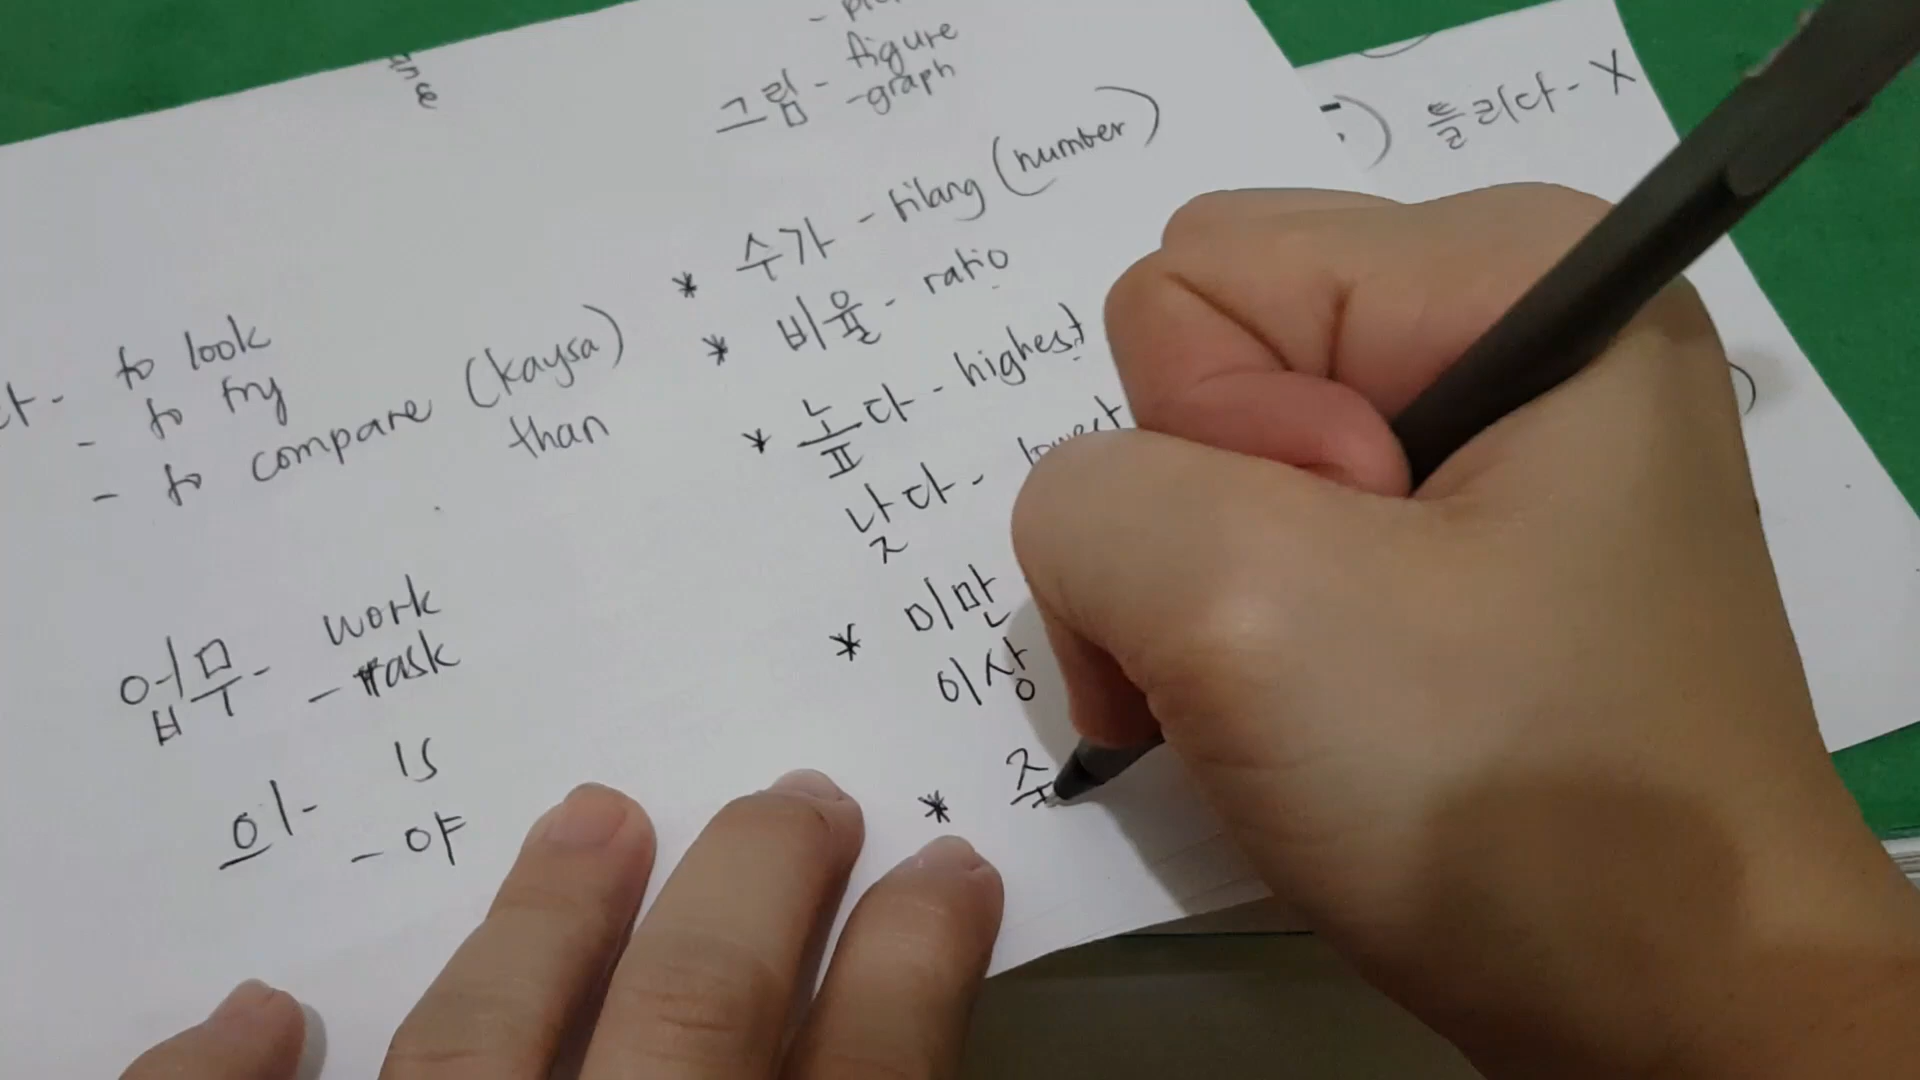 그림 - figure
- graph
* 수가 - bilang (number)
* 비율 - ratio
* 높다 - highest
낮다 - lowest
* 미만
이상
* 주
- to look
- to try
- to compare (kaysa)
than
업무 - work
- task
이 - is
- 야
틀리다 - X